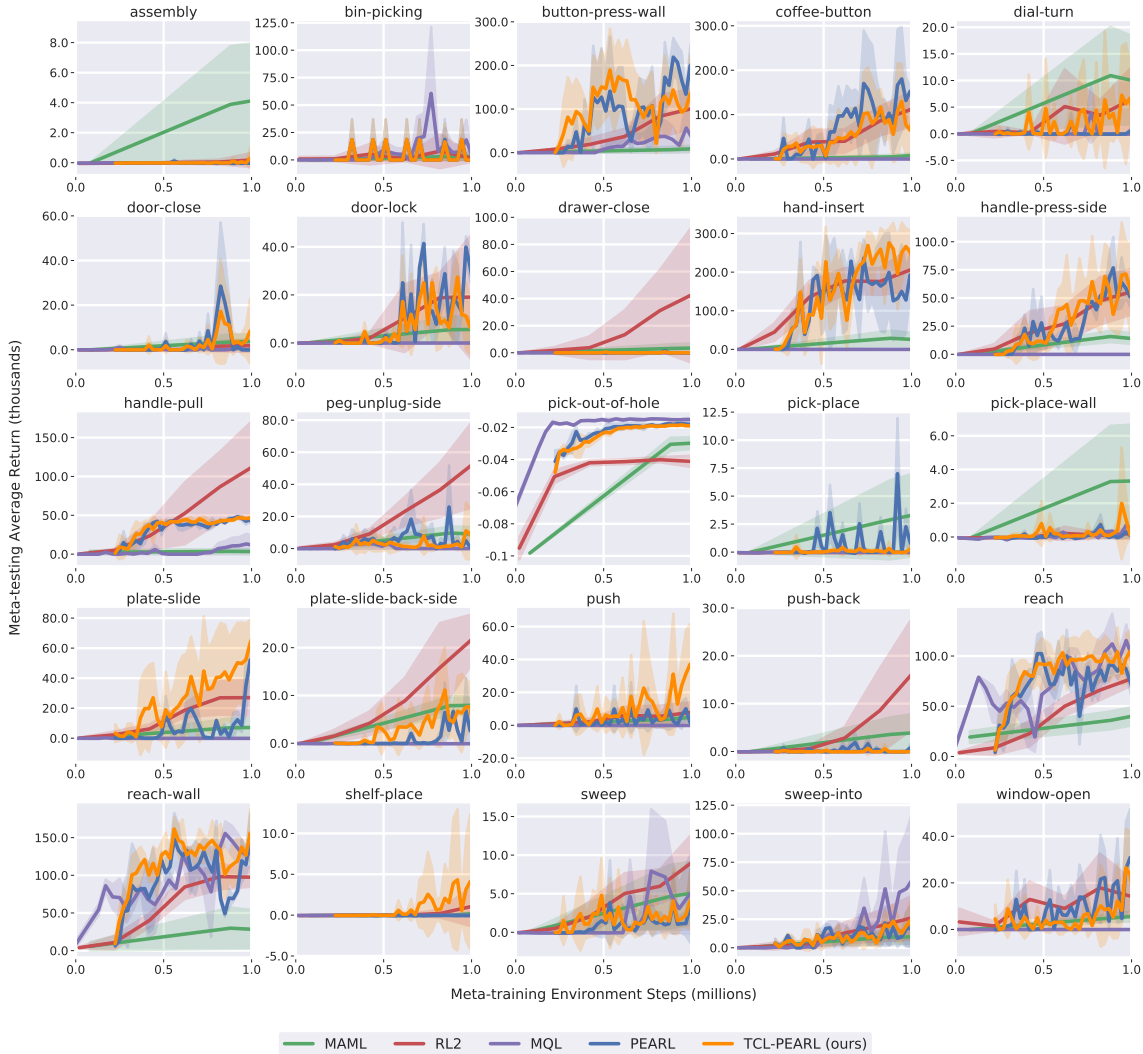 assembly
bin-picking
button-press-wall
coffee-button
dial-turn
8.0
6.0
4.0
2.0
0.0
0.0 0.5 1.0
125.0
100.0
75.0
50.0
25.0
0.0
0.0 0.5 1.0
300.0
200.0
100.0
0.0
0.0 0.5 1.0
300.0
200.0
100.0
0.0
0.0 0.5 1.0
20.0
15.0
10.0
5.0
0.0
-5.0
0.0 0.5 1.0
door-close
door-lock
drawer-close
hand-insert
handle-press-side
60.0
40.0
20.0
0.0
0.0 0.5 1.0
40.0
20.0
0.0
0.0 0.5 1.0
100.0
80.0
60.0
40.0
20.0
0.0
0.0 0.5 1.0
300.0
200.0
100.0
0.0
0.0 0.5 1.0
100.0
75.0
50.0
25.0
0.0
0.0 0.5 1.0
handle-pull
peg-unplug-side
pick-out-of-hole
pick-place
pick-place-wall
150.0
100.0
50.0
0.0
0.0 0.5 1.0
80.0
60.0
40.0
20.0
0.0
0.0 0.5 1.0
-0.02
-0.04
-0.06
-0.08
-0.1
0.0 0.5 1.0
12.5
10.0
7.5
5.0
2.5
0.0
0.0 0.5 1.0
6.0
4.0
2.0
0.0
0.0 0.5 1.0
plate-slide
plate-slide-back-side
push
push-back
reach
80.0
60.0
40.0
20.0
0.0
0.0 0.5 1.0
20.0
10.0
0.0
0.0 0.5 1.0
60.0
40.0
20.0
0.0
-20.0
0.0 0.5 1.0
30.0
20.0
10.0
0.0
0.0 0.5 1.0
100.0
50.0
0.0
0.0 0.5 1.0
reach-wall
shelf-place
sweep
sweep-into
window-open
150.0
100.0
50.0
0.0
0.0 0.5 1.0
10.0
5.0
0.0
-5.0
0.0 0.5 1.0
15.0
10.0
5.0
0.0
0.0 0.5 1.0
125.0
100.0
75.0
50.0
25.0
0.0
0.0 0.5 1.0
40.0
20.0
0.0
0.0 0.5 1.0
Meta-testing Average Return (thousands)
Meta-training Environment Steps (millions)
MAML RL2 MQL PEARL TCL-PEARL (ours)